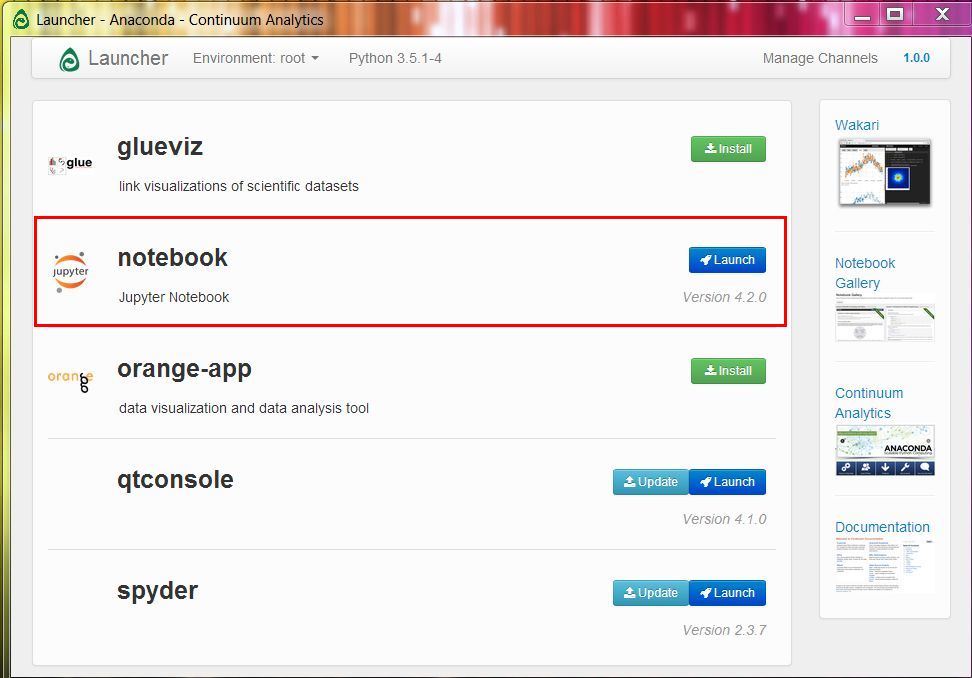 Launcher - Anaconda - Continuum Analytics
Launcher Environment: root Python 3.5.1-4 Manage Channels 1.0.0
glue
glueviz
Install
link visualizations of scientific datasets
jupyter
notebook
Launch
Jupyter Notebook
Version 4.2.0
orange
orange-app
Install
data visualization and data analysis tool
qtconsole
Update Launch
Version 4.1.0
spyder
Update Launch
Version 2.3.7
Wakari
Notebook
Gallery
Notebook Gallery
Continuum
Analytics
ANACONDA
Documentation